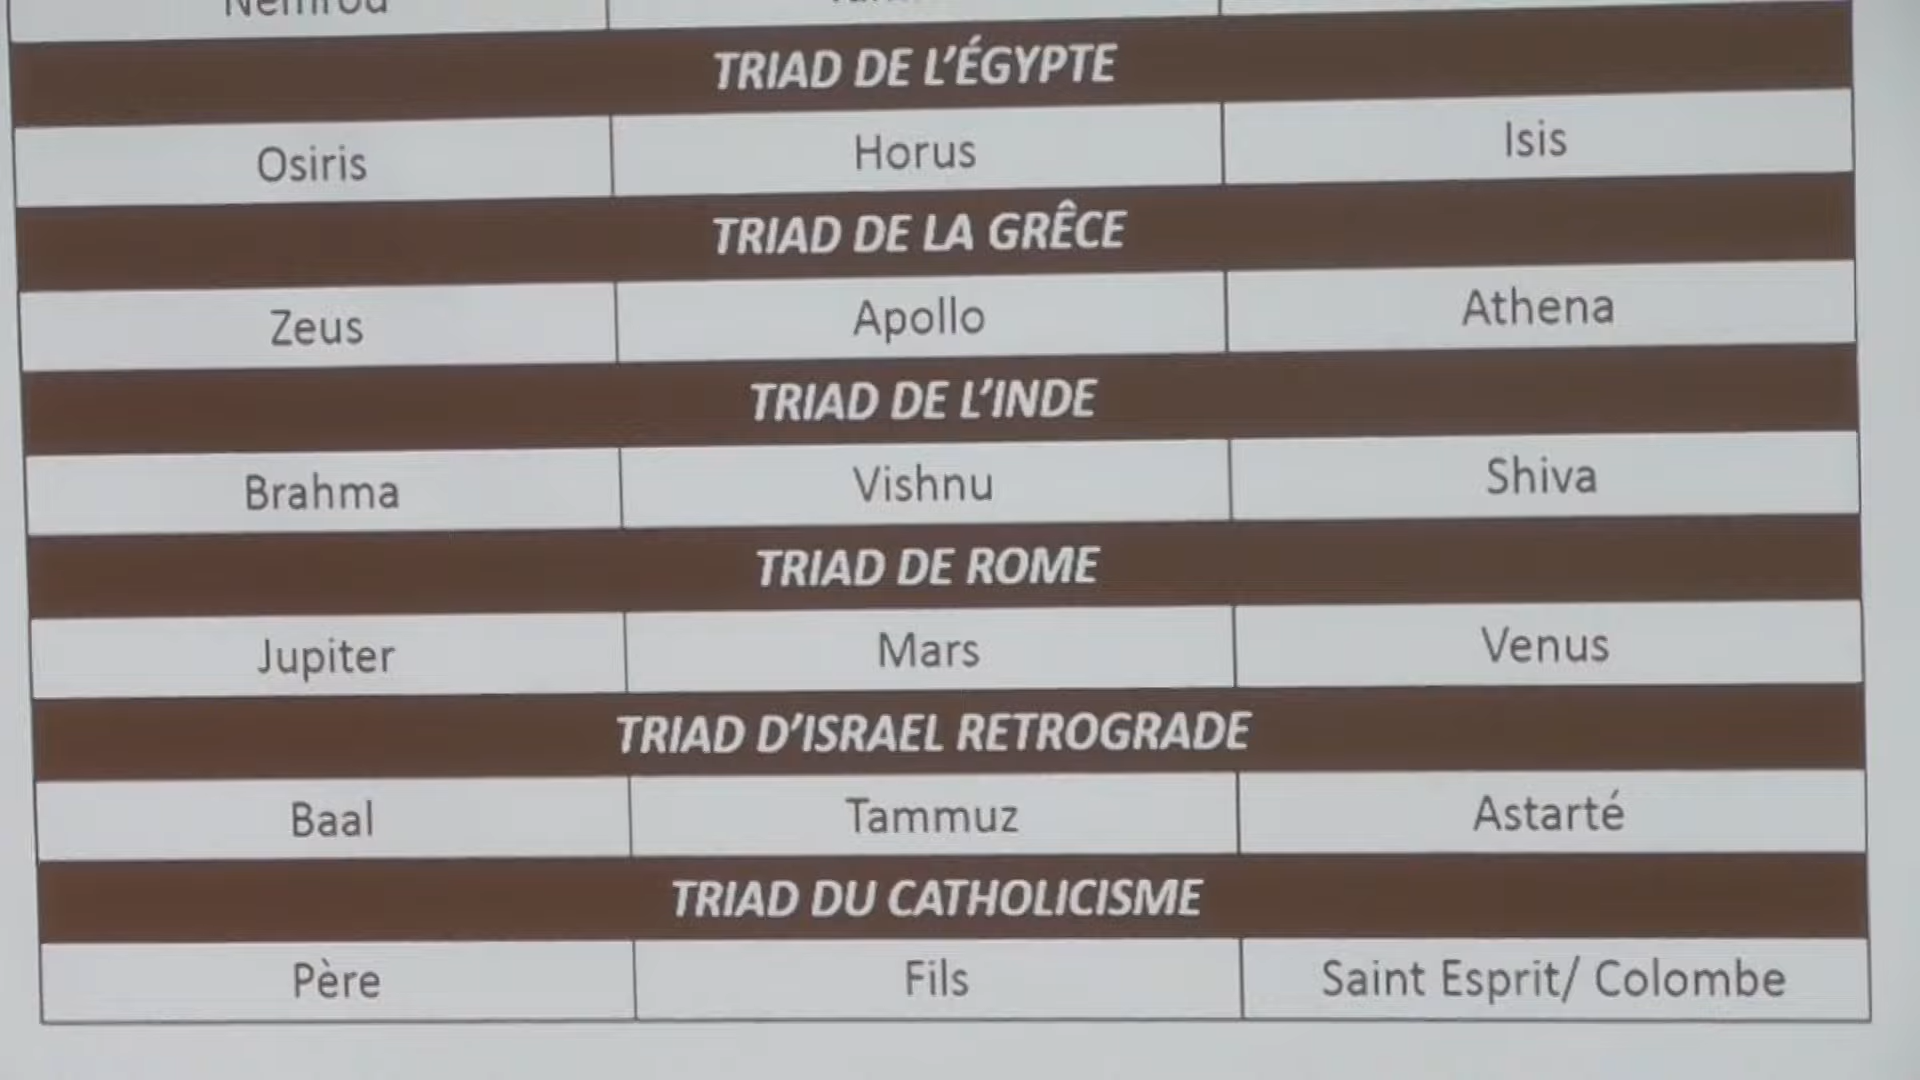 Nemrod
TRIAD DE L'ÉGYPTE
Osiris Horus Isis
TRIAD DE LA GRÊCE
Zeus Apollo Athena
TRIAD DE L'INDE
Brahma Vishnu Shiva
TRIAD DE ROME
Jupiter Mars Venus
TRIAD D'ISRAEL RETROGRADE
Baal Tammuz Astarté
TRIAD DU CATHOLICISME
Père Fils Saint Esprit/ Colombe